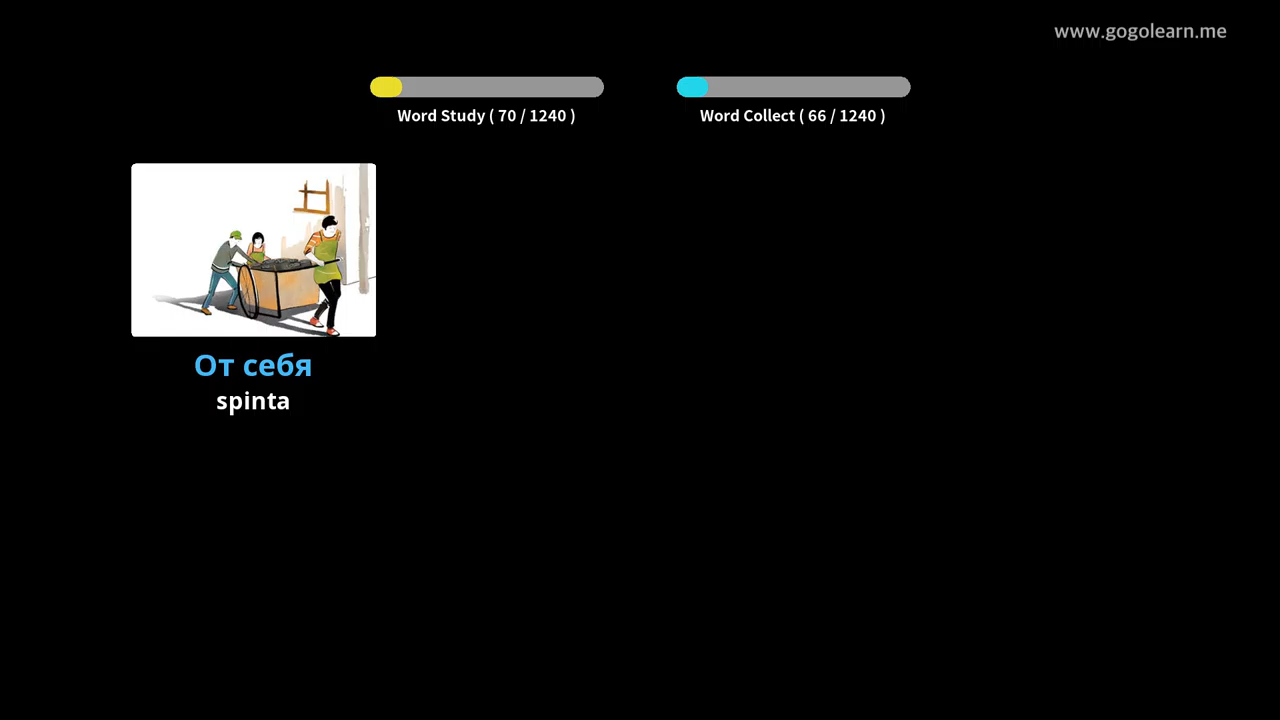 www.gogolearn.me
Word Study ( 70 / 1240 )
Word Collect ( 66 / 1240 )
От себя
spinta